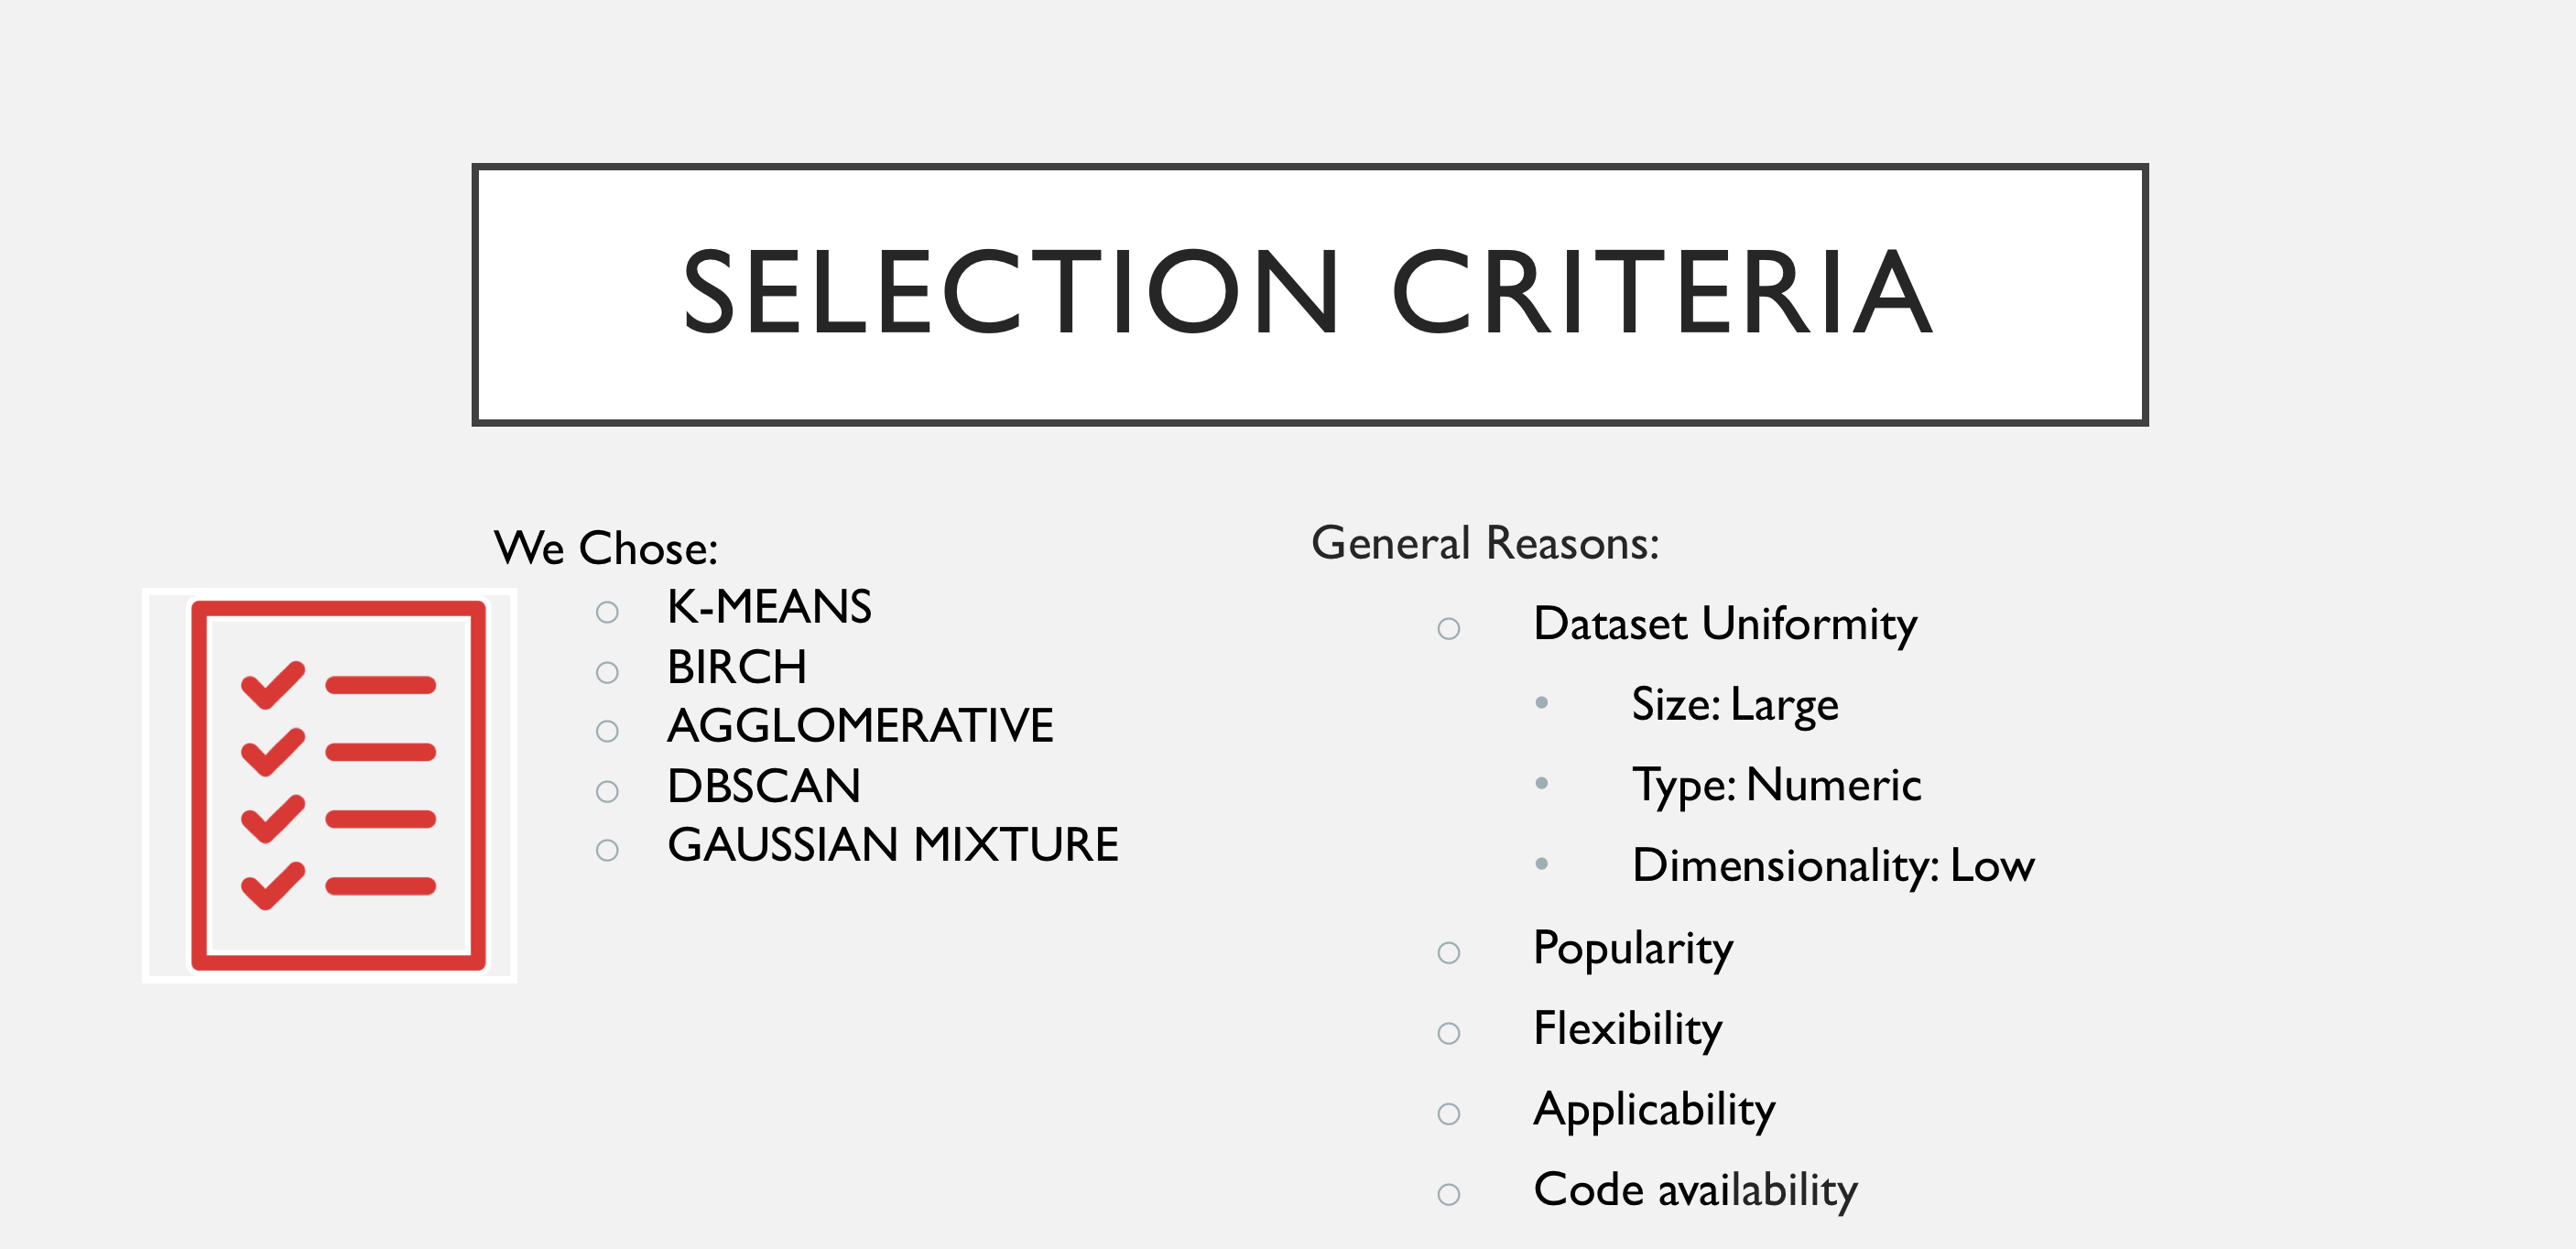 SELECTION CRITERIA
We Chose:
K-MEANS
BIRCH
AGGLOMERATIVE
DBSCAN
GAUSSIAN MIXTURE
General Reasons:
Dataset Uniformity
Size: Large
Type: Numeric
Dimensionality: Low
Popularity
Flexibility
Applicability
Code availability